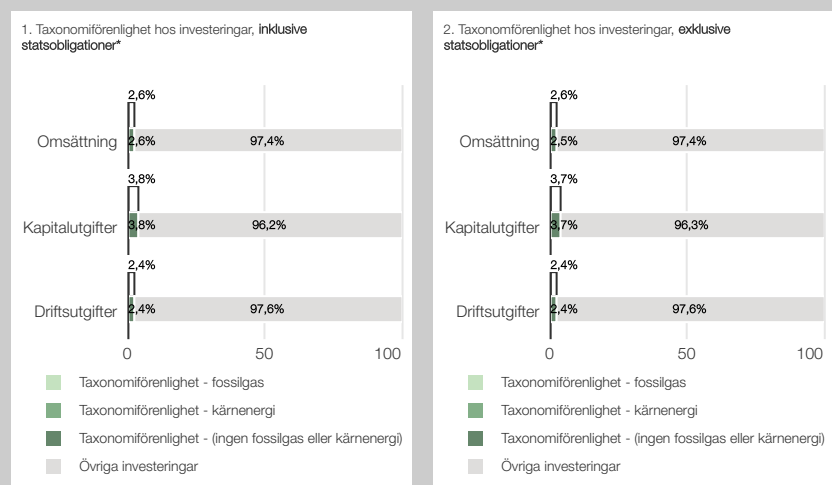 1. Taxonomiförenlighet hos investeringar, inklusive
statsobligationer*
2,6%
Omsättning
2,6%
97,4%
3,8%
Kapitalutgifter
3,8%
96,2%
2,4%
Driftsutgifter
2,4%
97,6%
0
50
100
Taxonomiförenlighet - fossilgas
Taxonomiförenlighet - kärnenergi
Taxonomiförenlighet - (ingen fossilgas eller kärnenergi)
Övriga investeringar
2. Taxonomförenlighet hos investeringar, exklusive
statsobligationer*
2,6%
Omsättning
2,5%
97,4%
3,7%
Kapitalutgifter
3,7%
96,3%
2,4%
Driftsutgifter
2,4%
97,6%
0
50
100
Taxonomiförenlighet - fossilgas
Taxonomiförenlighet - kärnenergi
Taxonomiförenlighet - (ingen fossilgas eller kärnenergi)
Övriga investeringar